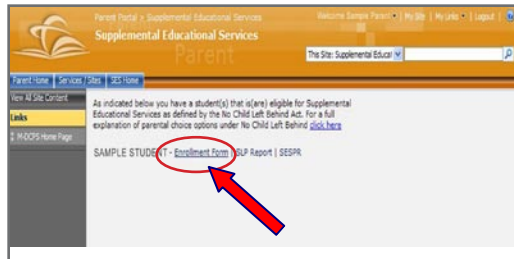 Parent Portal > Supplemental Educational Services
Welcome Sample Parent | My Site | My Links | Logout |
Supplemental Educational Services
Parent
This Site: Supplemental Educat
Parent Home | Services / Sites | SES Home
View All Site Content
Links
M-DCPS Home Page
As indicated below you have a student(s) that is(are) eligible for Supplemental
Educational Services as defined by the No Child Left Behind Act. For a full
explanation of parental choice options under No Child Left Behind click here
SAMPLE STUDENT - Enrollment Form | SLP Report | SESPR